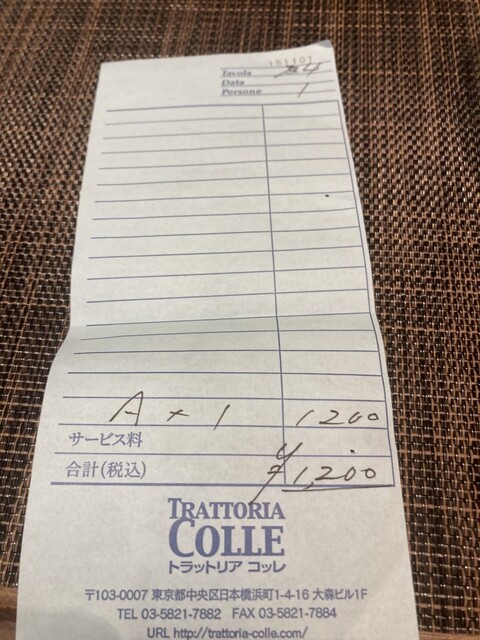 151101
Tavola 4
Data
Persone 1
A × 1 1200
サービス料
合計(税込) ¥1,200
TRATTORIA
COLLE
トラットリア コッレ
〒103-0007 東京都中央区日本橋浜町1-4-16 大森ビル1F
TEL 03-5821-7882 FAX 03-5821-7884
URL http://trattoria-colle.com/